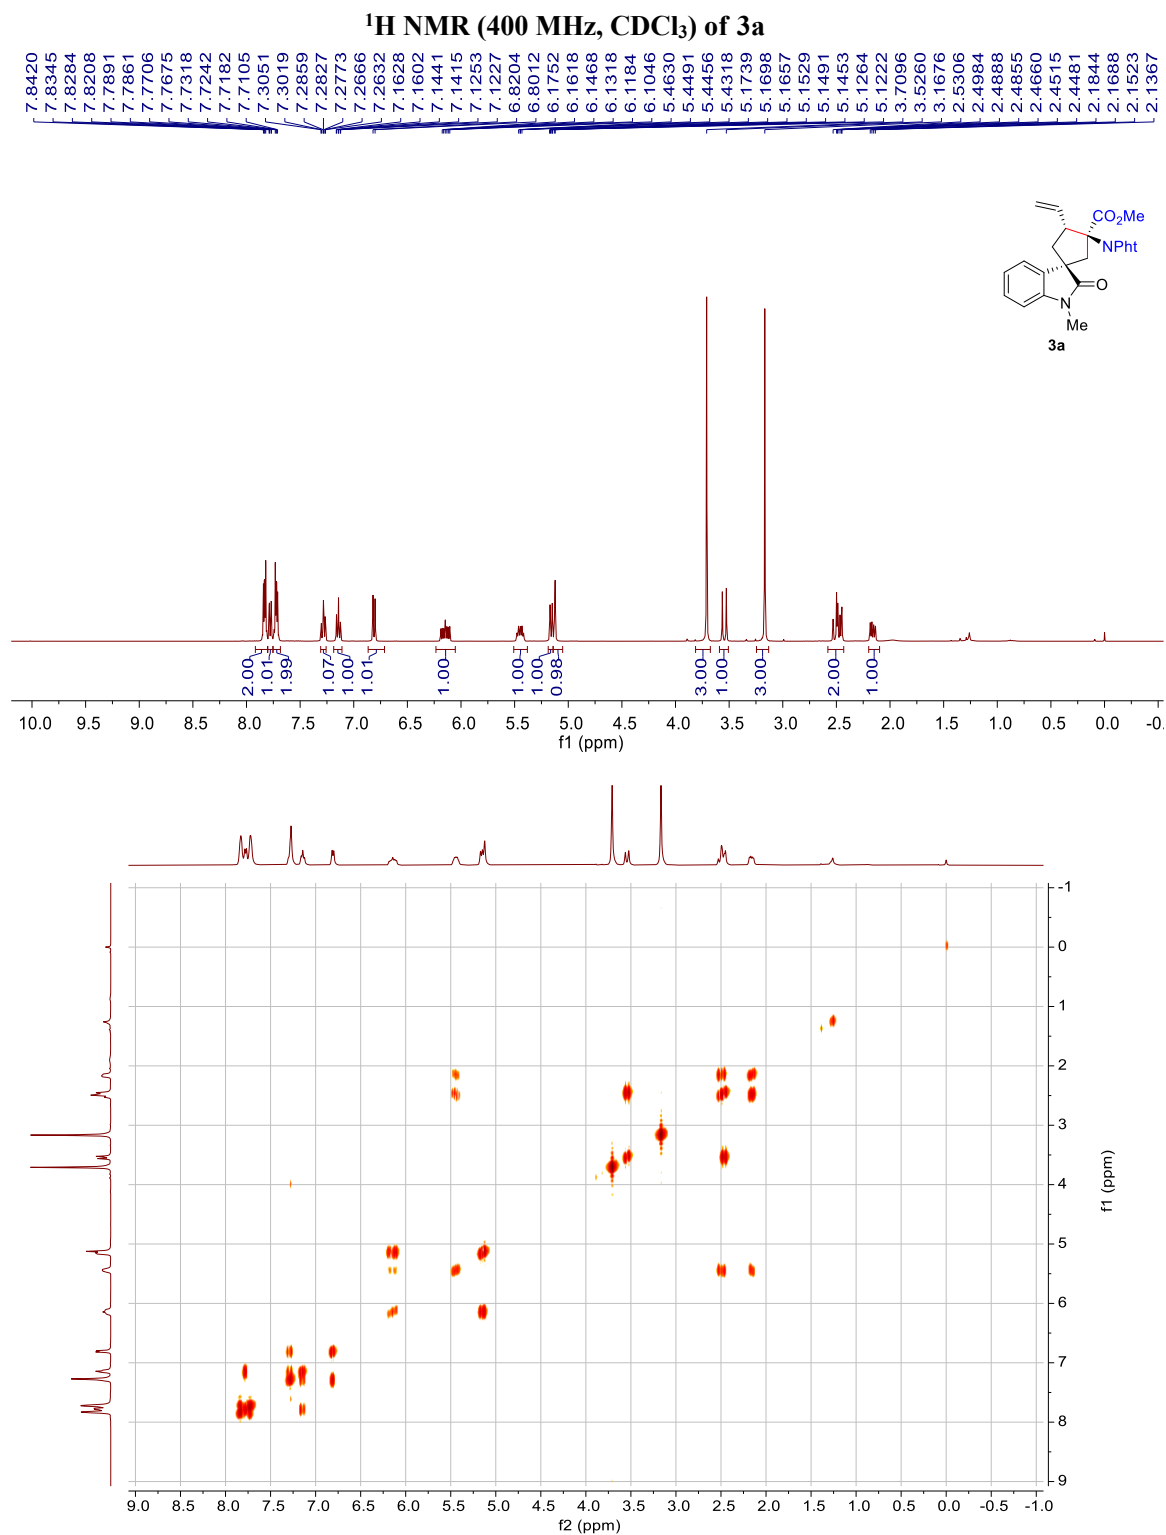 ¹H NMR (400 MHz, CDCl₃) of 3a
7.8420 7.8345 7.8284 7.8208 7.7891 7.7861 7.7706 7.7675 7.7318 7.7242 7.7182 7.7105 7.3051 7.3019 7.2859 7.2827 7.2773 7.2666 7.2632 7.1628 7.1602 7.1441 7.1415 7.1253 7.1227 6.8204 6.8012 6.1752 6.1618 6.1468 6.1318 6.1184 6.1046 5.4630 5.4491 5.4456 5.4318 5.1739 5.1698 5.1657 5.1529 5.1491 5.1453 5.1264 5.1222 3.7096 3.5260 3.1676 2.5306 2.4984 2.4888 2.4855 2.4660 2.4515 2.4481 2.1844 2.1688 2.1523 2.1367
CO₂Me
NPht
O
N
Me
3a
2.00 1.01 1.99 1.07 1.00 1.01 1.00 1.00 1.00 0.98 3.00 1.00 3.00 2.00 1.00
10.0 9.5 9.0 8.5 8.0 7.5 7.0 6.5 6.0 5.5 5.0 4.5 4.0 3.5 3.0 2.5 2.0 1.5 1.0 0.5 0.0 -0.
f1 (ppm)
-1
0
1
2
3
f1 (ppm)
4
5
6
7
8
9
9.0 8.5 8.0 7.5 7.0 6.5 6.0 5.5 5.0 4.5 4.0 3.5 3.0 2.5 2.0 1.5 1.0 0.5 0.0 -0.5 -1.0
f2 (ppm)